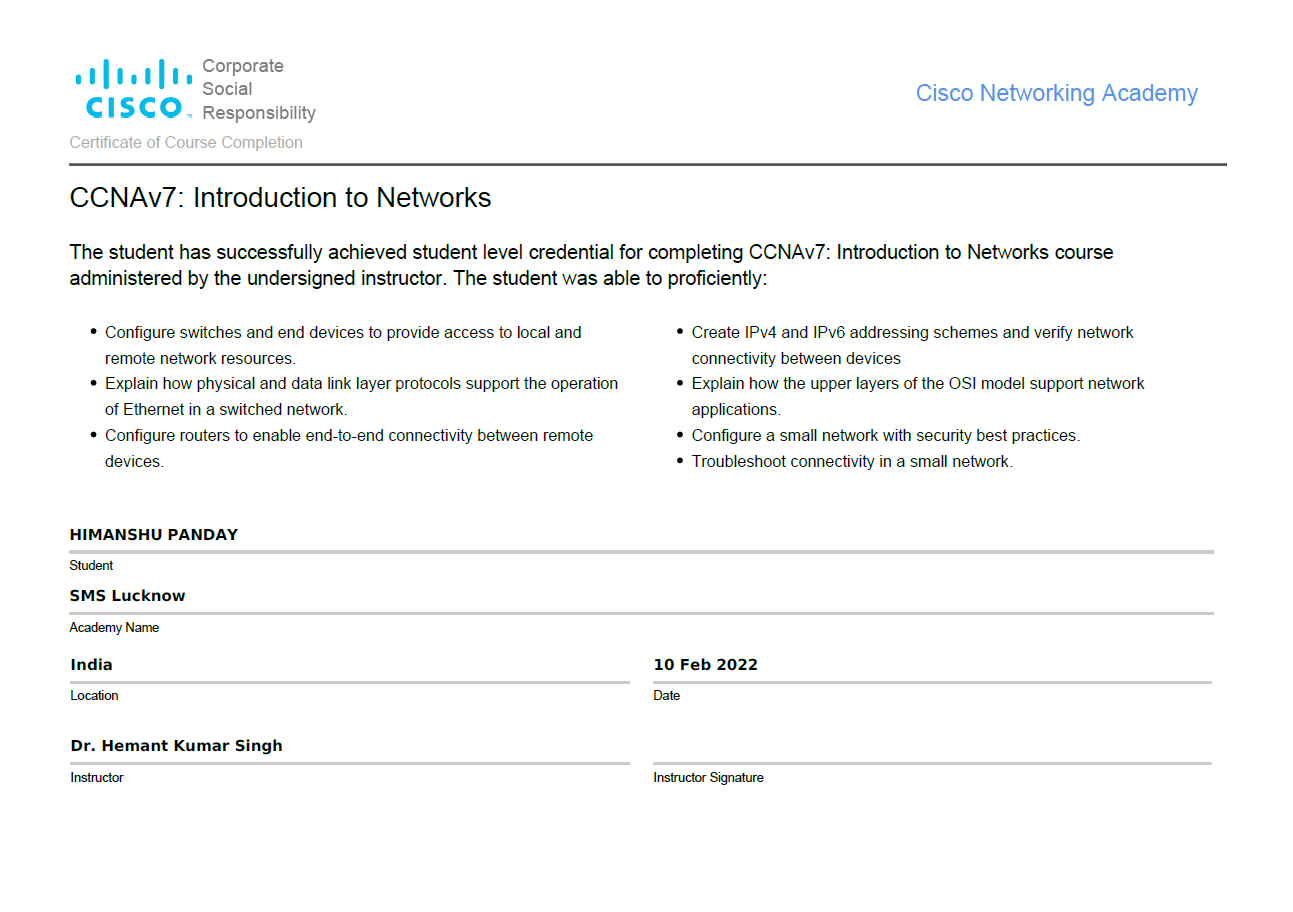 CISCO
Corporate
Social
Responsibility
Cisco Networking Academy
Certificate of Course Completion
CCNAv7: Introduction to Networks
The student has successfully achieved student level credential for completing CCNAv7: Introduction to Networks course
administered by the undersigned instructor. The student was able to proficiently:
• Configure switches and end devices to provide access to local and
remote network resources.
• Explain how physical and data link layer protocols support the operation
of Ethernet in a switched network.
• Configure routers to enable end-to-end connectivity between remote
devices.
• Create IPv4 and IPv6 addressing schemes and verify network
connectivity between devices
• Explain how the upper layers of the OSI model support network
applications.
• Configure a small network with security best practices.
• Troubleshoot connectivity in a small network.
HIMANSHU PANDAY
Student
SMS Lucknow
Academy Name
India
Location
10 Feb 2022
Date
Dr. Hemant Kumar Singh
Instructor
Instructor Signature